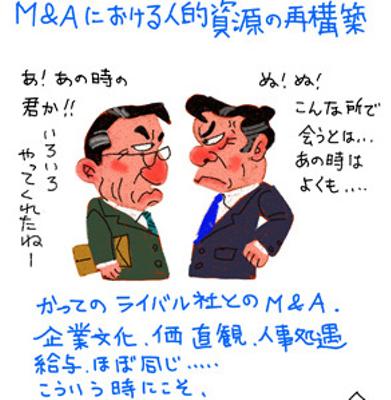 M&Aにおける人的資源の再構築
あ!あの時の
君か!!
いろいろ
やってくれたねー
ぬ!ぬ!
こんな所で
会うとは…
あの時は
よくも….
かってのライバル社とのM&A.
企業文化.価直観.人事処遇
給与.ほぼ同じ.....
こういう時にこそ、